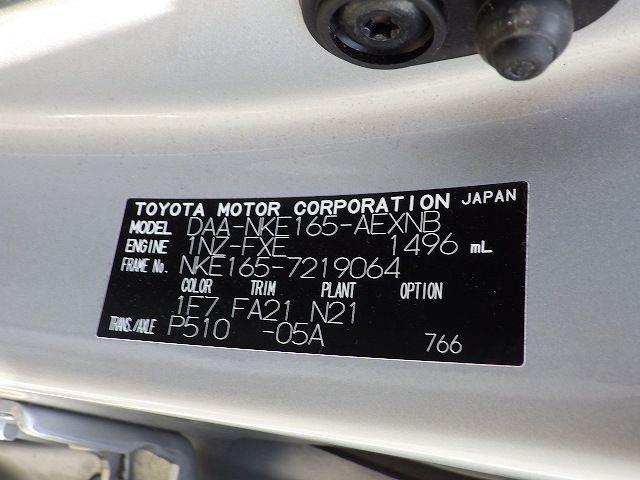 TOYOTA MOTOR CORPORATION JAPAN
MODEL DAA-NKE165-AEXNB
ENGINE 1NZ-FXE 1496 mL
FRAME No. NKE165-7219064
COLOR TRIM PLANT OPTION
1F7 FA21 N21
TRANS./AXLE P510 -05A
766